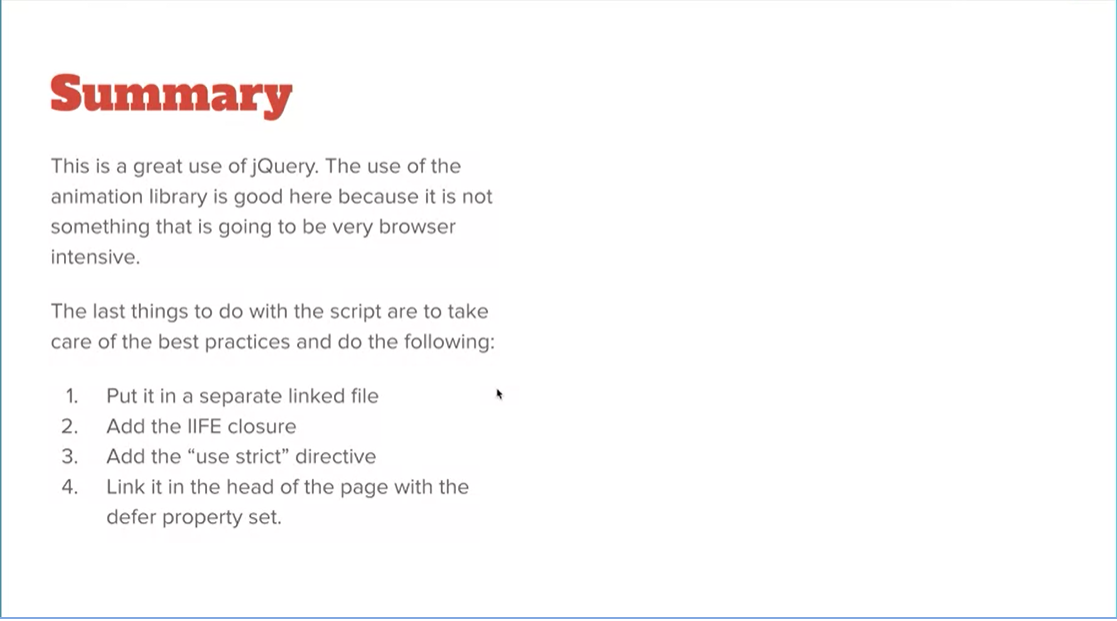 Summary
This is a great use of jQuery. The use of the
animation library is good here because it is not
something that is going to be very browser
intensive.
The last things to do with the script are to take
care of the best practices and do the following:
1. Put it in a separate linked file
2. Add the IIFE closure
3. Add the “use strict” directive
4. Link it in the head of the page with the
defer property set.